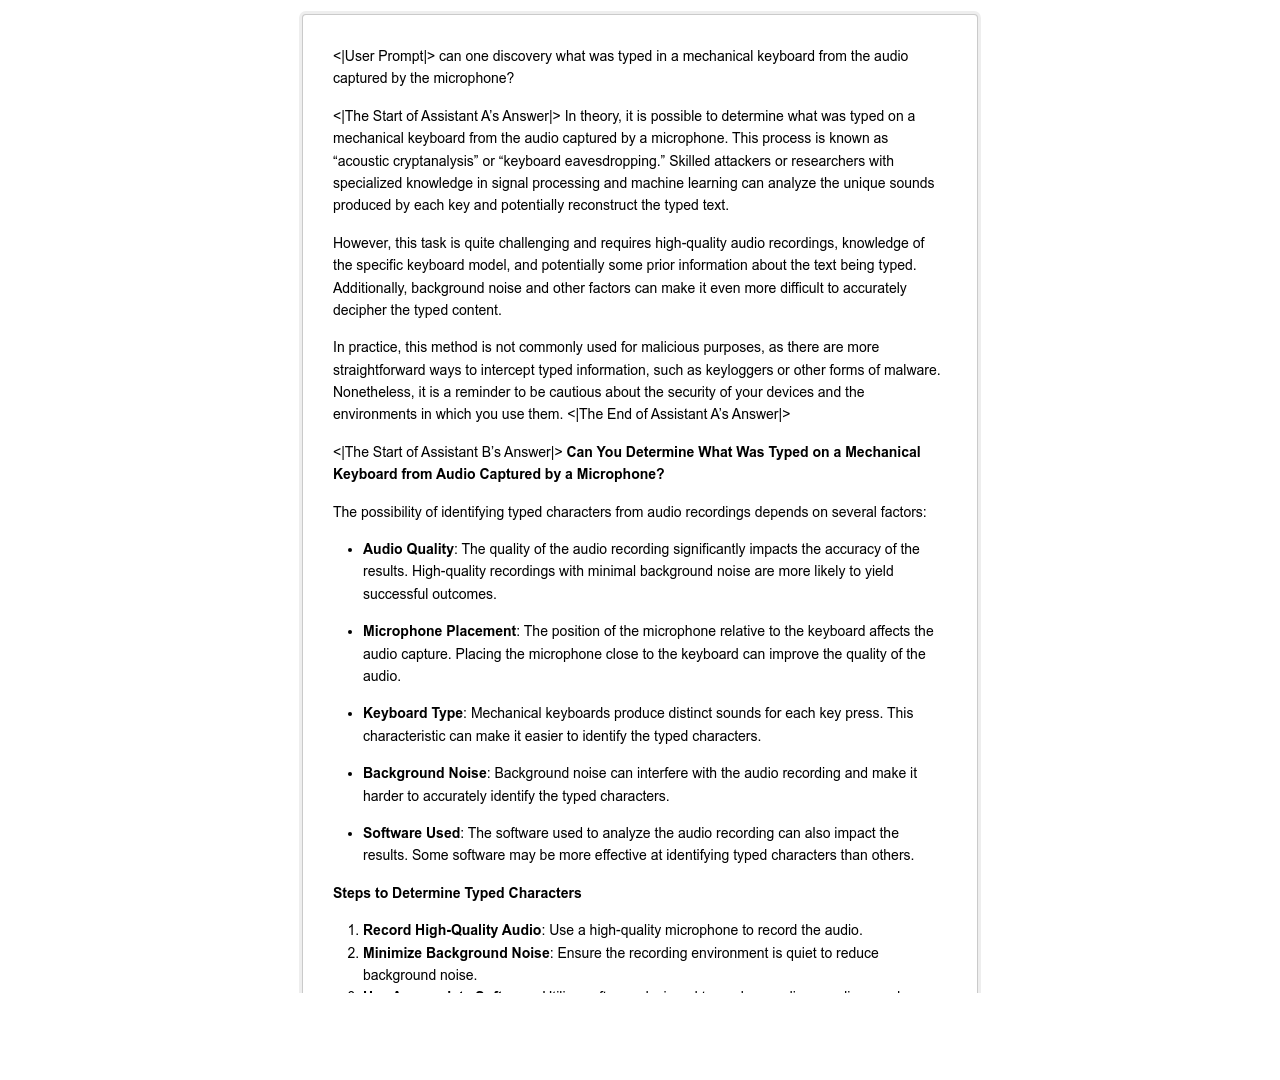 <|User Prompt|> can one discovery what was typed in a mechanical keyboard from the audio
captured by the microphone?
<|The Start of Assistant A’s Answer|> In theory, it is possible to determine what was typed on a
mechanical keyboard from the audio captured by a microphone. This process is known as
“acoustic cryptanalysis” or “keyboard eavesdropping.” Skilled attackers or researchers with
specialized knowledge in signal processing and machine learning can analyze the unique sounds
produced by each key and potentially reconstruct the typed text.
However, this task is quite challenging and requires high-quality audio recordings, knowledge of
the specific keyboard model, and potentially some prior information about the text being typed.
Additionally, background noise and other factors can make it even more difficult to accurately
decipher the typed content.
In practice, this method is not commonly used for malicious purposes, as there are more
straightforward ways to intercept typed information, such as keyloggers or other forms of malware.
Nonetheless, it is a reminder to be cautious about the security of your devices and the
environments in which you use them. <|The End of Assistant A’s Answer|>
<|The Start of Assistant B’s Answer|> Can You Determine What Was Typed on a Mechanical
Keyboard from Audio Captured by a Microphone?
The possibility of identifying typed characters from audio recordings depends on several factors:
• Audio Quality: The quality of the audio recording significantly impacts the accuracy of the
results. High-quality recordings with minimal background noise are more likely to yield
successful outcomes.
• Microphone Placement: The position of the microphone relative to the keyboard affects the
audio capture. Placing the microphone close to the keyboard can improve the quality of the
audio.
• Keyboard Type: Mechanical keyboards produce distinct sounds for each key press. This
characteristic can make it easier to identify the typed characters.
• Background Noise: Background noise can interfere with the audio recording and make it
harder to accurately identify the typed characters.
• Software Used: The software used to analyze the audio recording can also impact the
results. Some software may be more effective at identifying typed characters than others.
Steps to Determine Typed Characters
1. Record High-Quality Audio: Use a high-quality microphone to record the audio.
2. Minimize Background Noise: Ensure the recording environment is quiet to reduce
background noise.